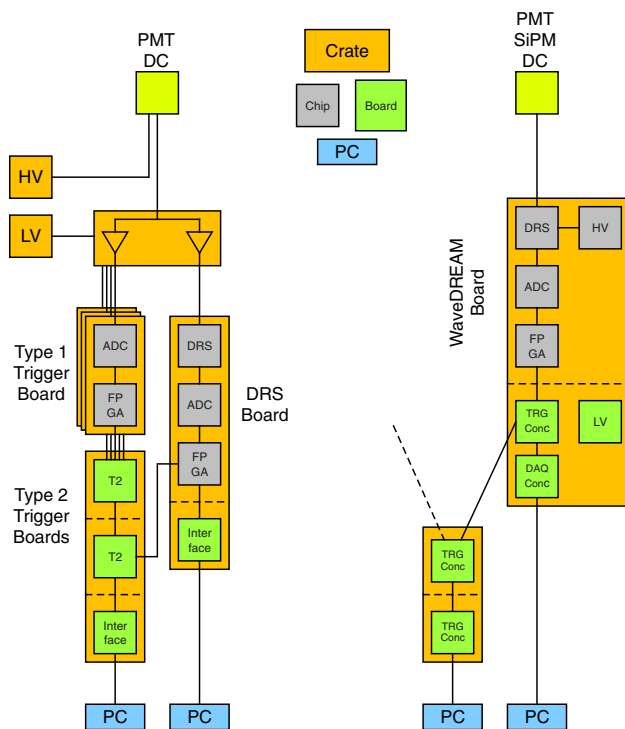 PMT
DC
Crate
Chip
Board
PC
PMT
SiPM
DC
HV
LV
Type 1
Trigger
Board
ADC
FP
GA
DRS
ADC
FP
GA
DRS
Board
Type 2
Trigger
Boards
T2
T2
Inter
face
Inter
face
PC
PC
WaveDREAM
Board
DRS
HV
ADC
FP
GA
TRG
Conc
LV
DAQ
Conc
TRG
Conc
TRG
Conc
PC
PC